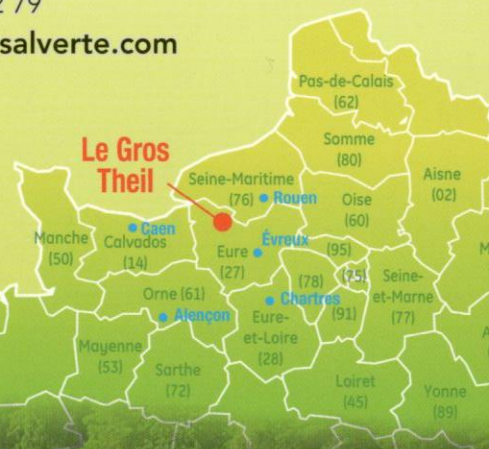 salverte.com
Pas-de-Calais
(62)
Somme
(80)
Le Gros
Theil
Seine-Maritime
(76)
Rouen
Oise
(60)
Aisne
(02)
Manche
(50)
Caen
Calvados
(14)
Évreux
Eure
(27)
(95)
(78)
(75)
Seine-
et-Marne
(77)
(91)
Orne (61)
Alençon
Chartres
Eure-
et-Loire
(28)
Mayenne
(53)
Sarthe
(72)
Loiret
(45)
Yonne
(89)